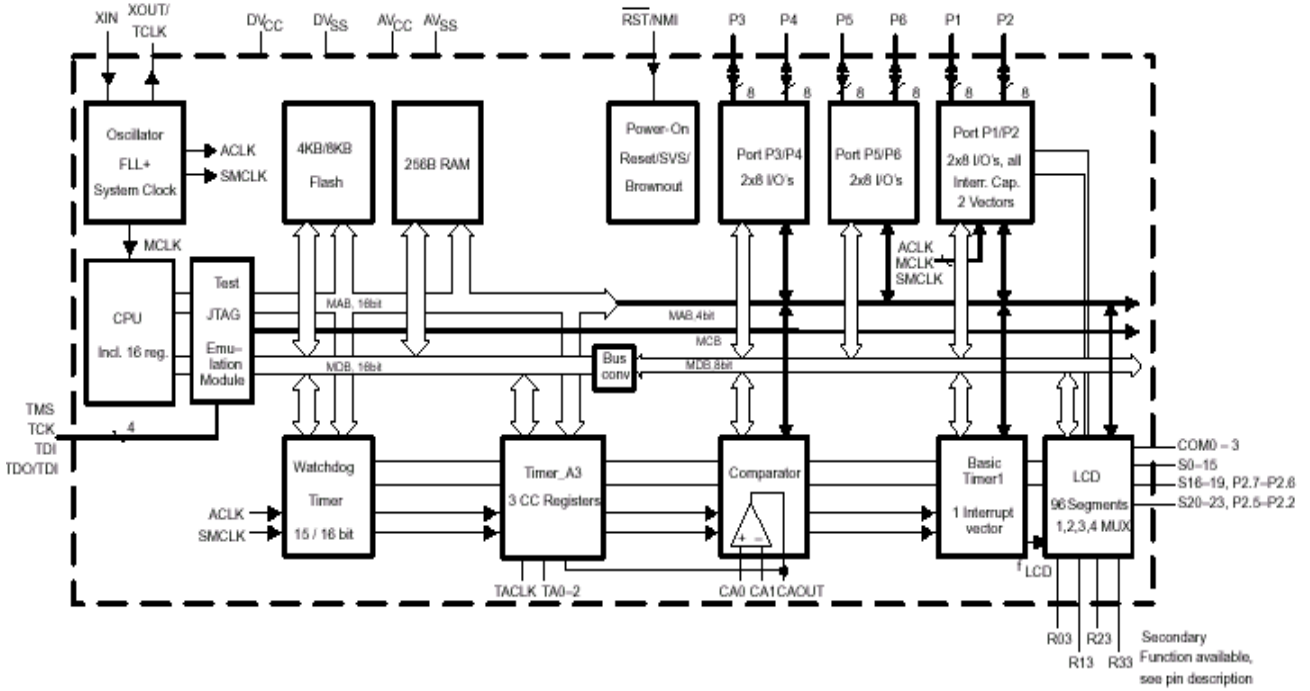 XIN
XOUT/
TCLK
DVCC
DVSS
AVCC
AVSS
RST/NMI
P3
P4
P5
P6
P1
P2
8
8
8
8
8
8
Oscillator
FLL+
System Clock
ACLK
SMCLK
4KB/8KB
Flash
256B RAM
Power-On
Reset/SVS/
Brownout
Port P3/P4
2x8 I/O's
Port P5/P6
2x8 I/O's
Port P1/P2
2x8 I/O's, all
Interr. Cap.
2 Vectors
MCLK
ACLK
MCLK
SMCLK
CPU
Incl. 16 reg.
Test
JTAG
Emu–
lation
Module
MAB, 16bit
MAB,4bit
MCB
MDB, 16bit
Bus
conv
MDB,8bit
TMS
TCK
TDI
TDO/TDI
4
Watchdog
Timer
15 / 16 bit
ACLK
SMCLK
Timer_A3
3 CC Registers
TACLK TA0–2
Comparator
+ –
CA0 CA1 CAOUT
Basic
Timer1
1 Interrupt
vector
fLCD
LCD
96 Segments
1,2,3,4 MUX
COM0 – 3
S0–15
S16–19, P2.7–P2.6
S20–23, P2.5–P2.2
R03
R13
R23
R33
Secondary
Function available,
see pin description